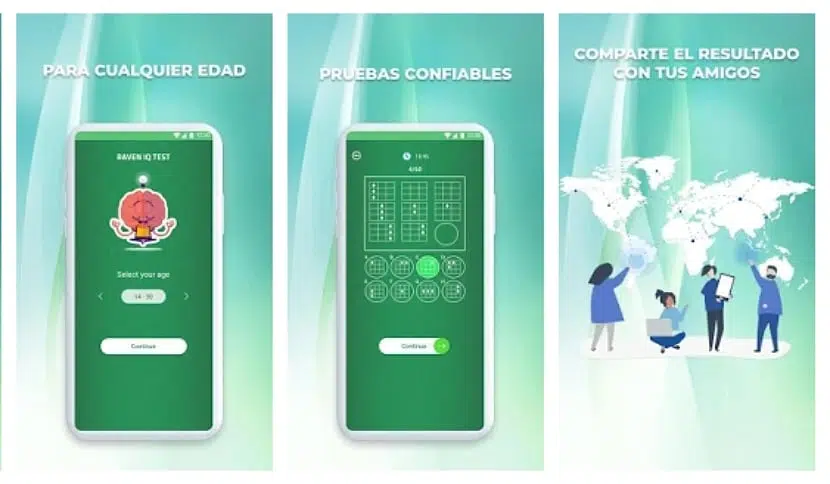 PARA CUALQUIER EDAD
RAVEN IQ TEST
Select your age
14 - 30
Continue
PRUEBAS CONFIABLES
4/60
Continue
COMPARTE EL RESULTADO
CON TUS AMIGOS